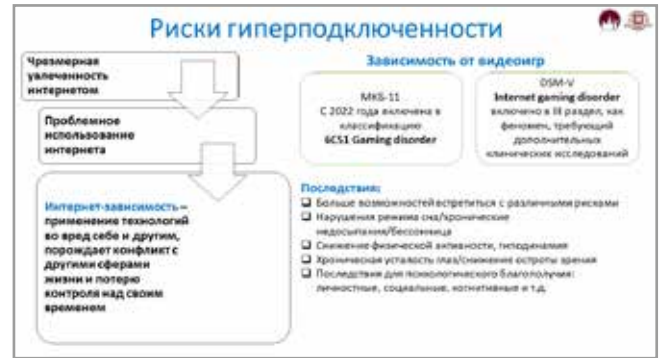 Риски гиперподключенности
Чрезмерная
увлеченность
интернетом
Проблемное
использование
интернета
Интернет-зависимость –
применение технологий
во вред себе и другим,
порождает конфликт с
другими сферами
жизни и потерю
контроля над своим
временем
Зависимость от видеоигр
МКБ-11
С 2022 года включена в
классификацию
6C51 Gaming disorder
DSM-V
Internet gaming disorder
включено в III раздел, как
феномен, требующий
дополнительных
клинических исследований
Последствия:
Больше возможностей встретиться с различными рисками
Нарушения режима сна/хронические
недосыпания/бессонница
Снижение физической активности, гиподинамия
Хроническая усталость глаз/снижение остроты зрения
Последствия для психологического благополучия:
личностные, социальные, когнитивные и т.д.